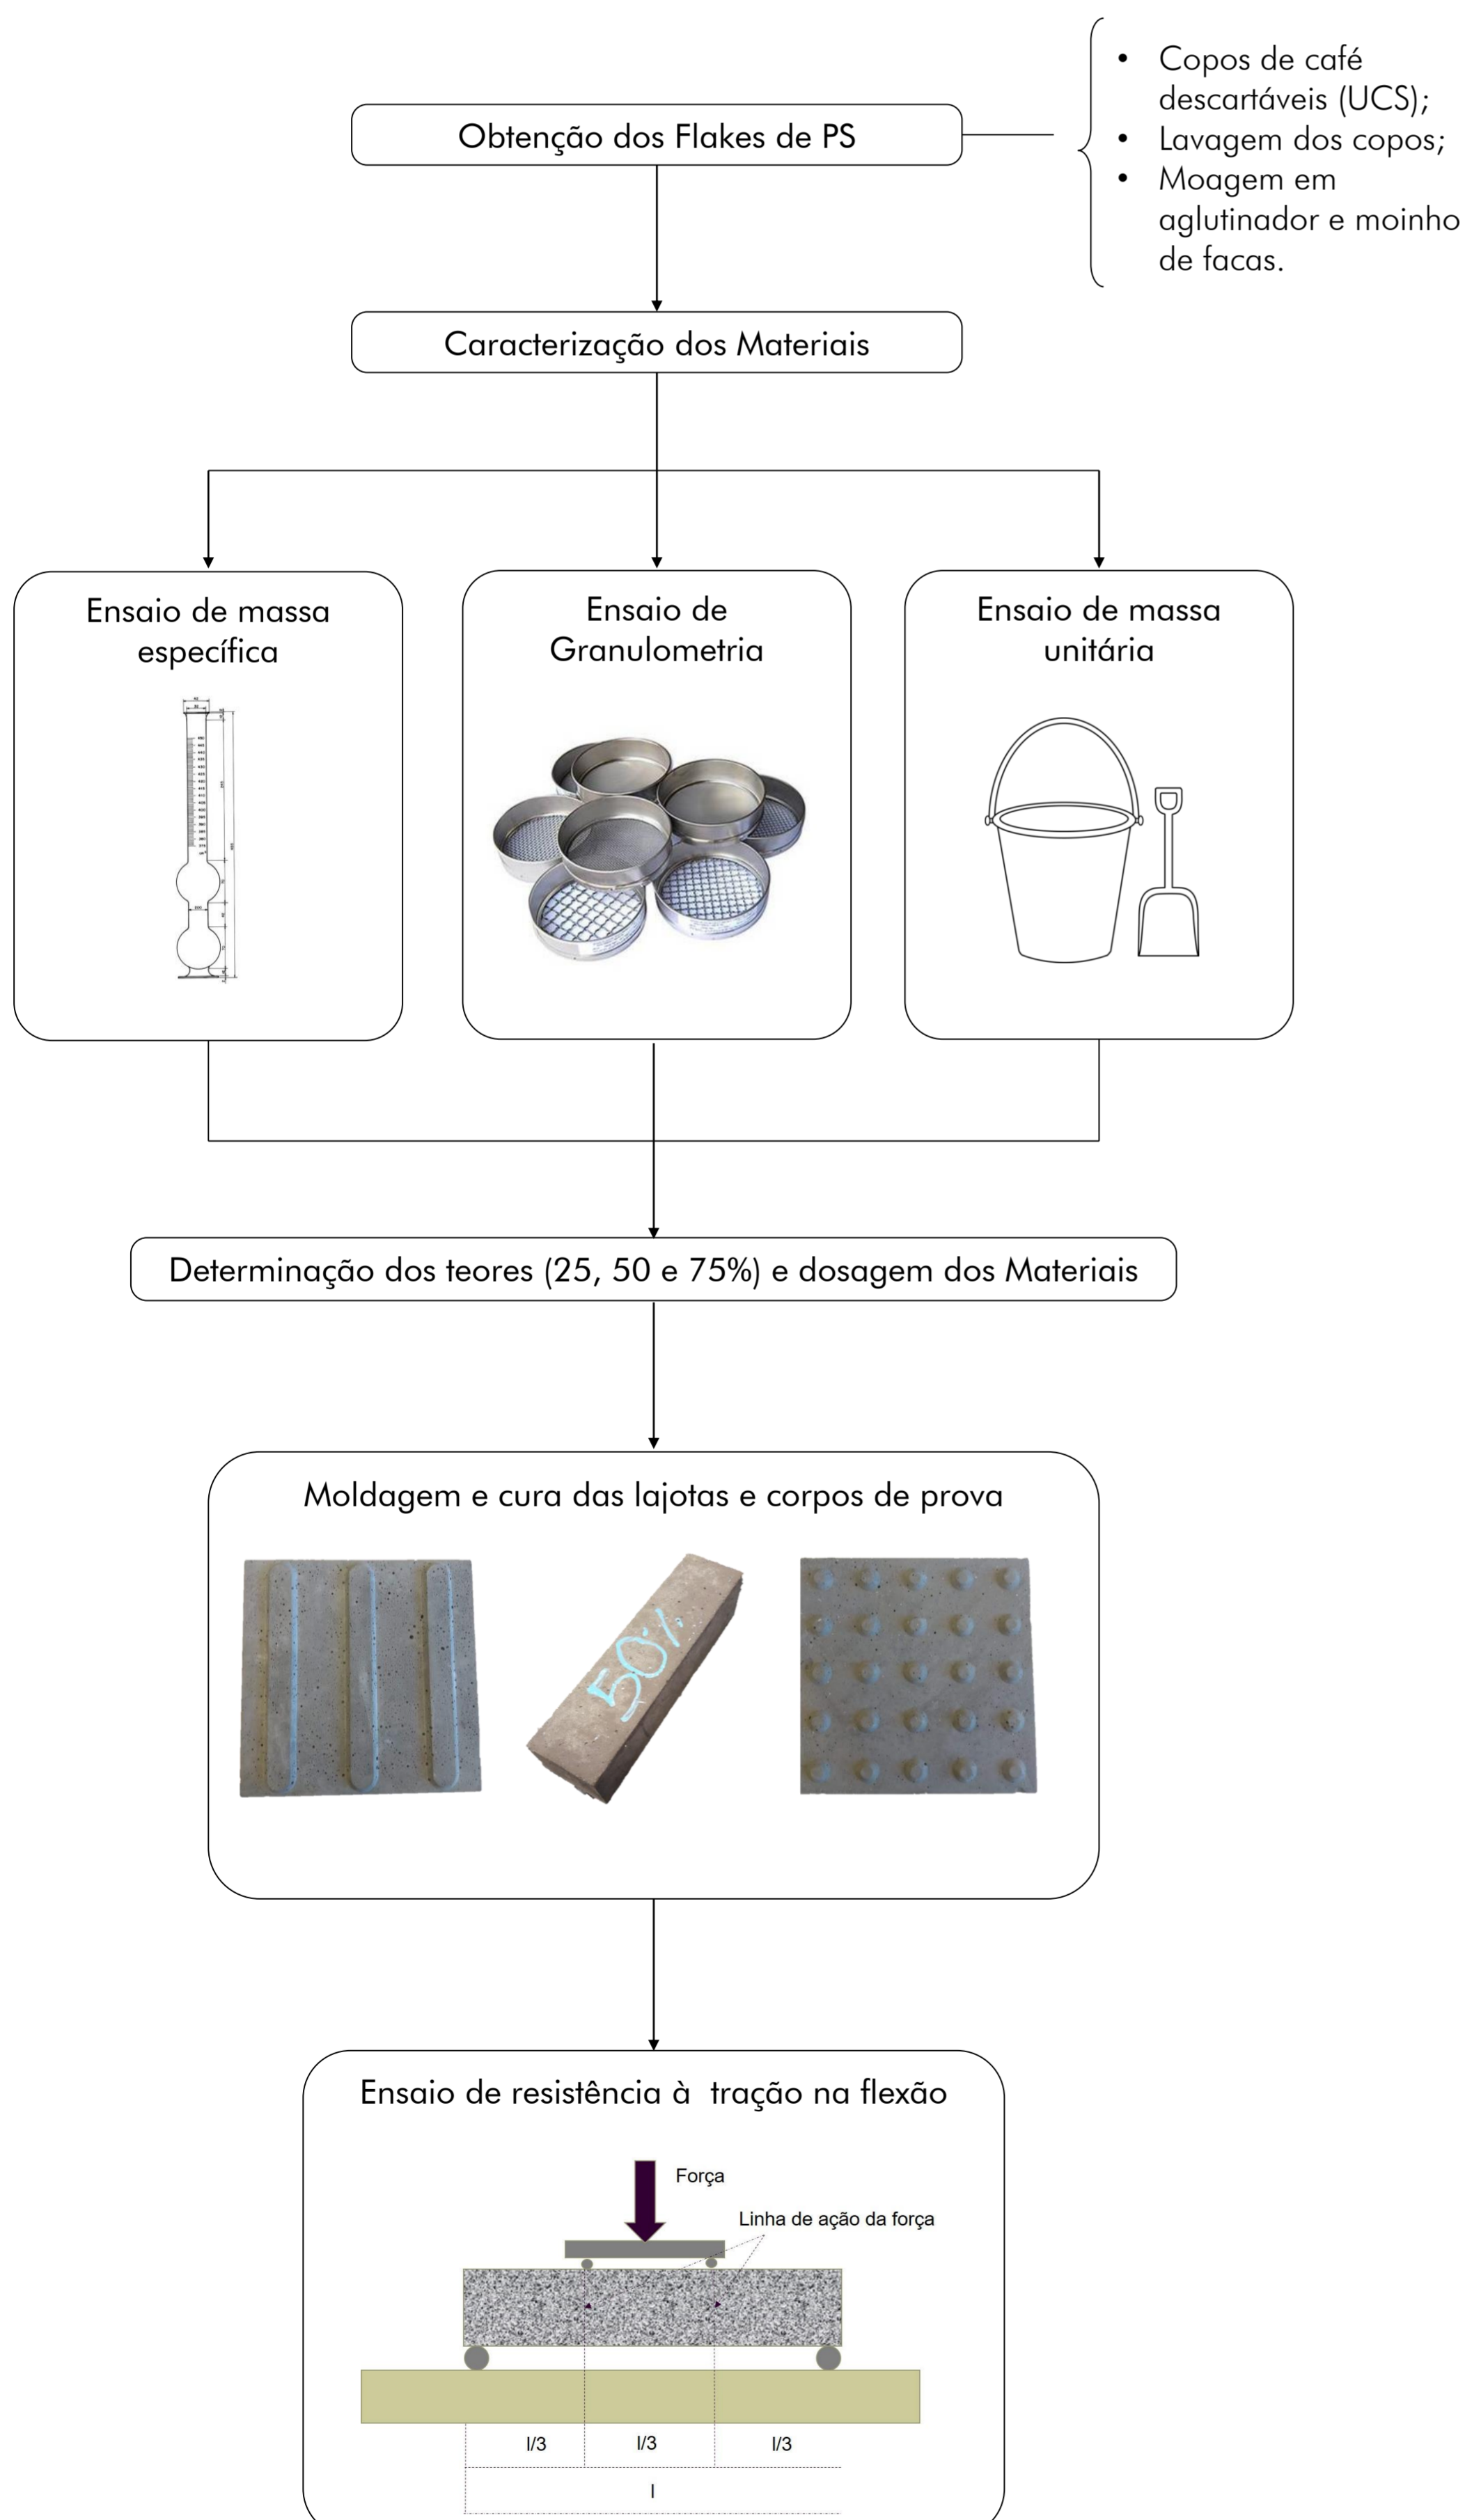 Obtenção dos Flakes de PS
• Copos de café
descartáveis (UCS);
• Lavagem dos copos;
• Moagem em
aglutinador e moinho
de facas.
Caracterização dos Materiais
Ensaio de massa
específica
Ensaio de
Granulometria
Ensaio de massa
unitária
Determinação dos teores (25, 50 e 75%) e dosagem dos Materiais
Moldagem e cura das lajotas e corpos de prova
50%
Ensaio de resistência à tração na flexão
Força
Linha de ação da força
l/3
l/3
l/3
l